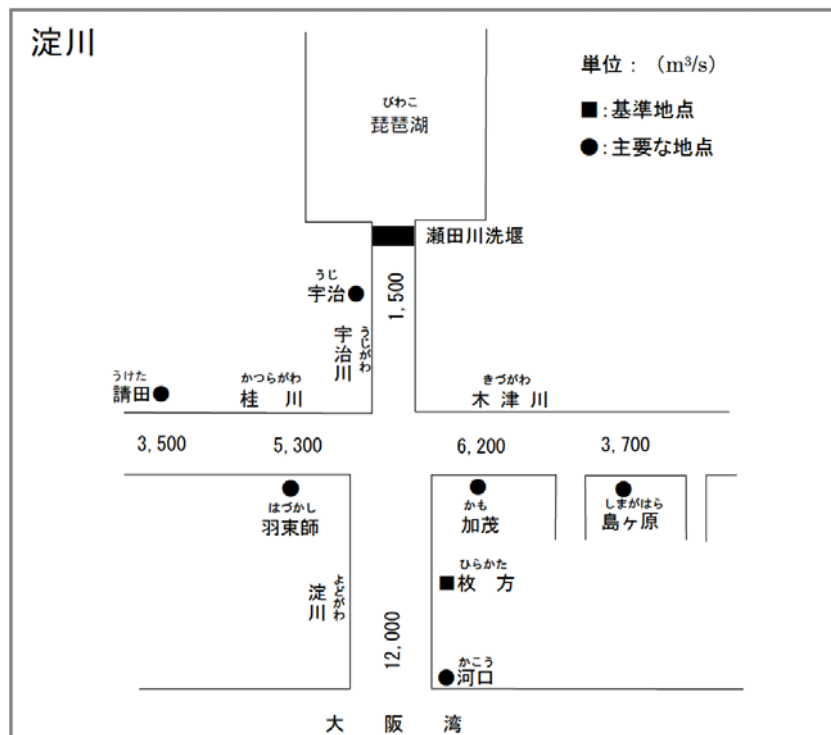 淀川
単位： （m³/s）
■：基準地点
●：主要な地点
びわこ
琵琶湖
瀬田川洗堰
うじ
宇治●
1,500
うじがわ
宇治川
うけた
請田●
かつらがわ
桂 川
きづがわ
木 津 川
3,500
5,300
6,200
3,700
はづかし
羽束師
かも
加茂
しまがはら
島ヶ原
ひらかた
■枚 方
よどがわ
淀川
12,000
かこう
●河口
大 阪 湾